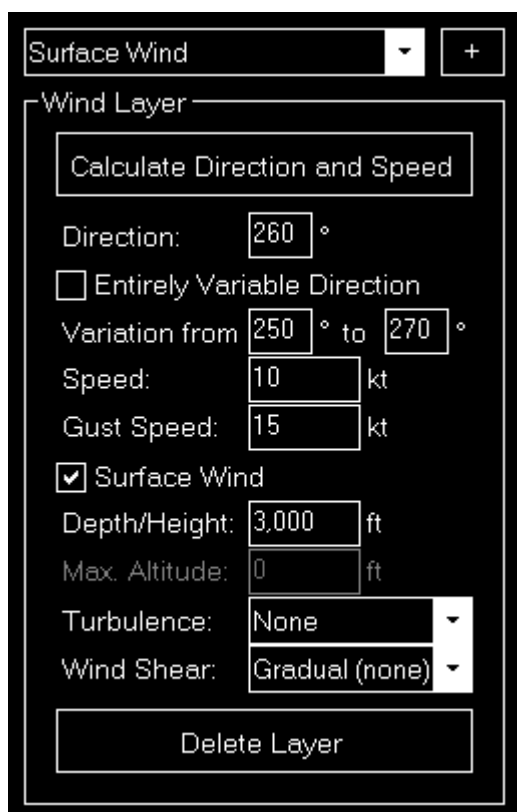 Surface Wind +
Wind Layer
Calculate Direction and Speed
Direction: 260 °
Entirely Variable Direction
Variation from 250 ° to 270 °
Speed: 10 kt
Gust Speed: 15 kt
Surface Wind
Depth/Height: 3,000 ft
Max. Altitude: 0 ft
Turbulence: None
Wind Shear: Gradual (none)
Delete Layer